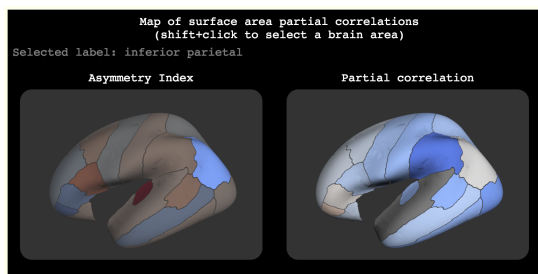 Map of surface area partial correlations
(shift+click to select a brain area)
Selected label: inferior parietal
Asymmetry Index
Partial correlation